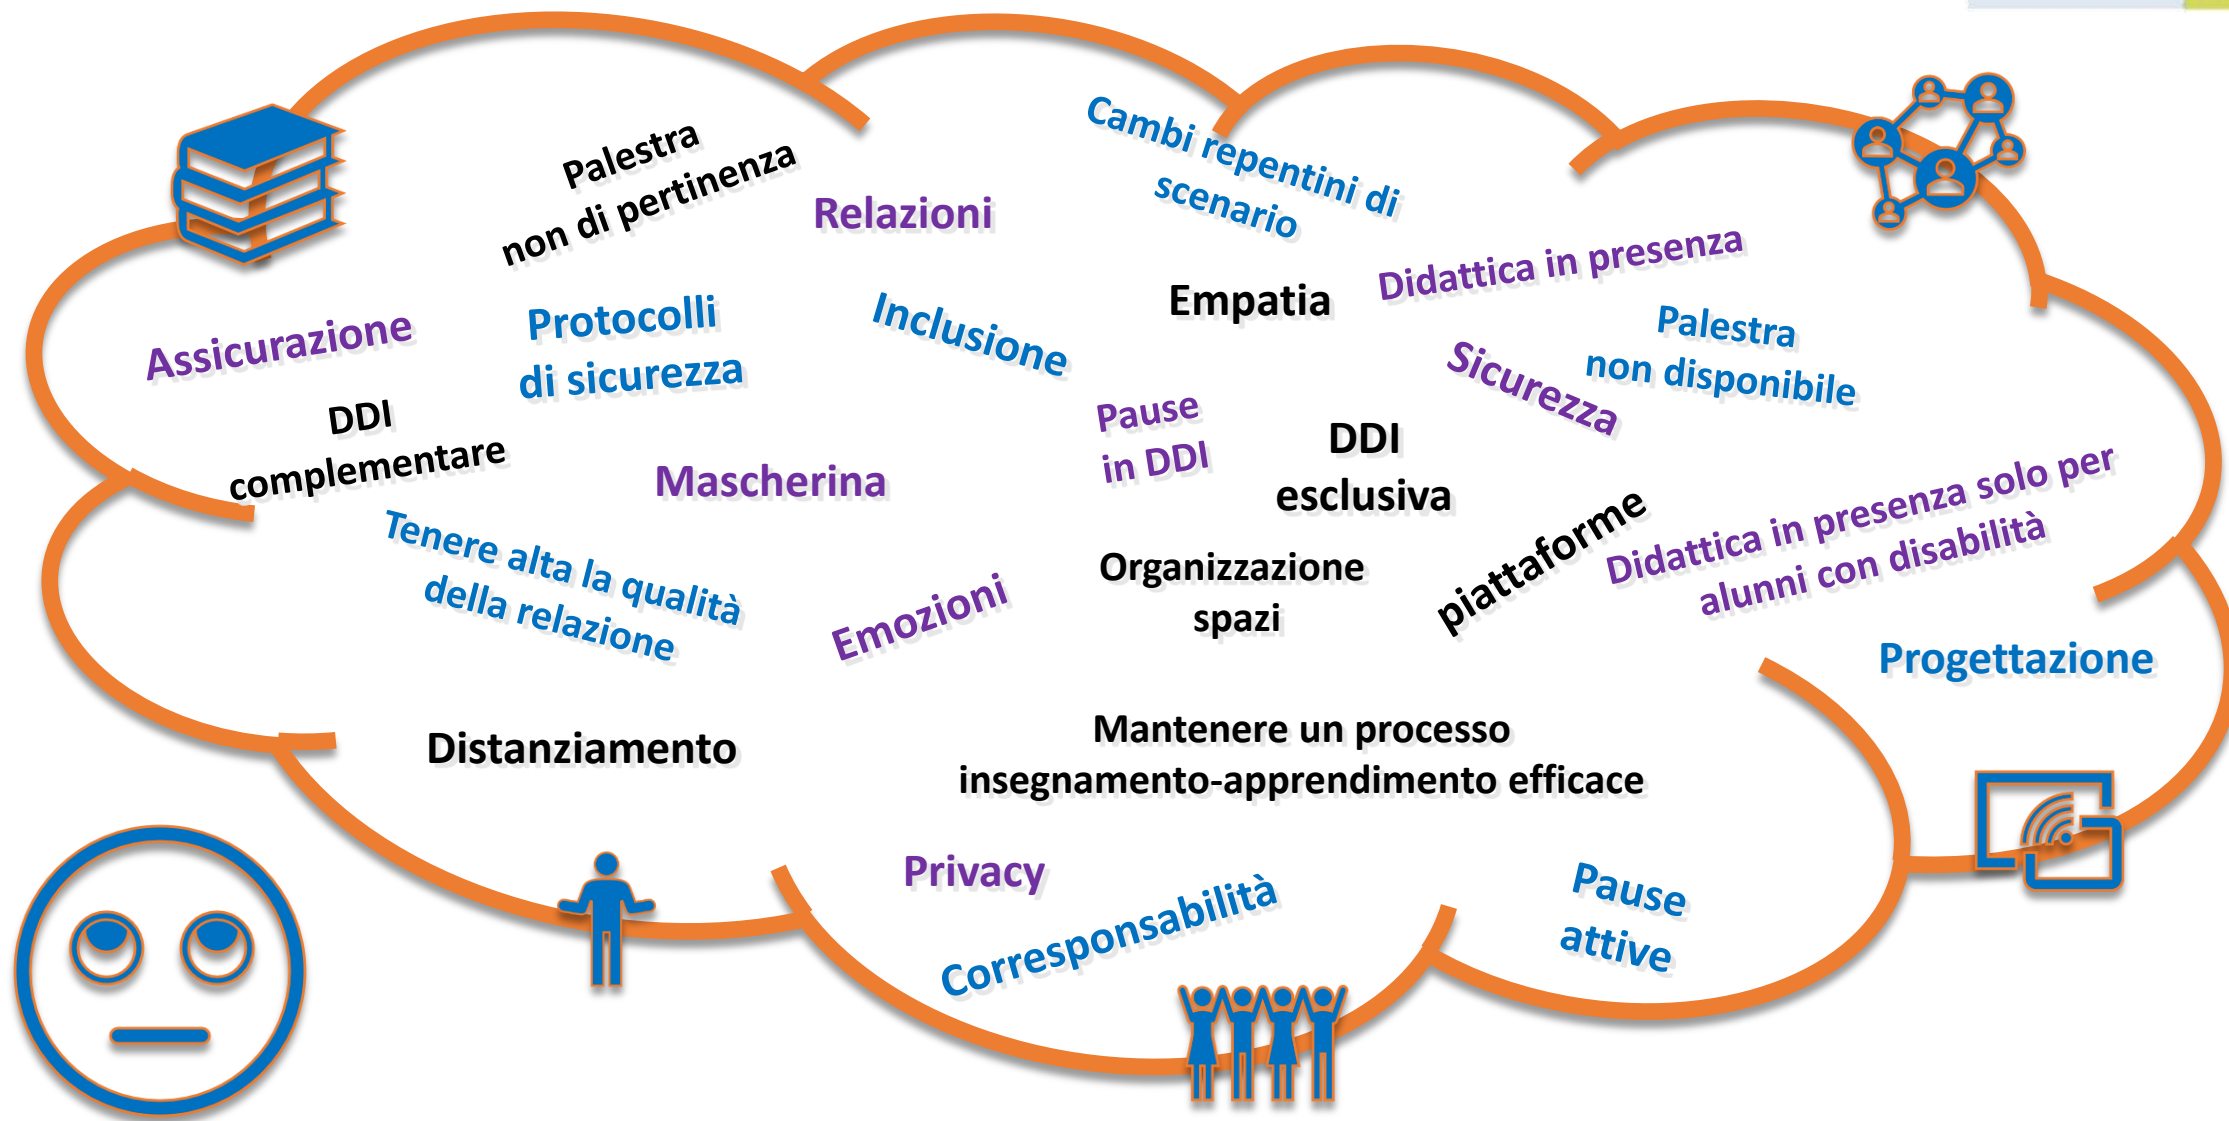 Palestra
non di pertinenza
Relazioni
Cambi repentini di
scenario
Didattica in presenza
Empatia
Assicurazione
Protocolli
di sicurezza
Inclusione
Sicurezza
Palestra
non disponibile
DDI
complementare
Mascherina
Pause
in DDI
DDI
esclusiva
piattaforme
Didattica in presenza solo per
alunni con disabilità
Tenere alta la qualità
della relazione
Emozioni
Organizzazione
spazi
Progettazione
Distanziamento
Mantenere un processo
insegnamento-apprendimento efficace
Privacy
Corresponsabilità
Pause
attive